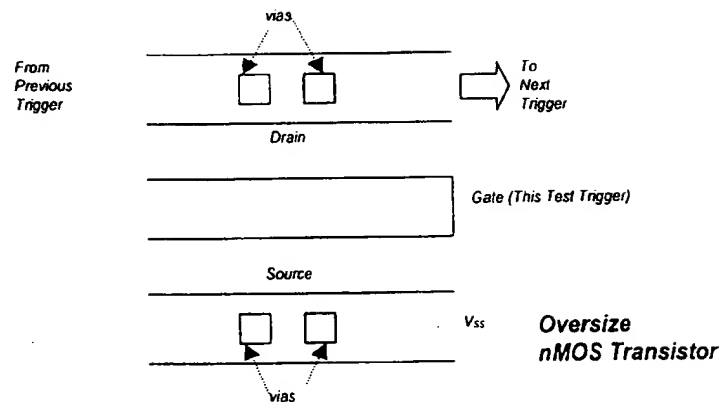 vias
From
Previous
Trigger
To
Next
Trigger
Drain
Gate (This Test Trigger)
Source
Vss
Oversize
nMOS Transistor
vias